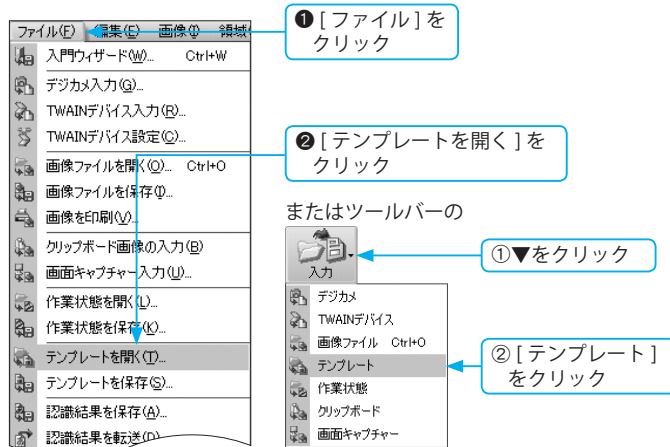 ファイル(F) 編集(E) 画像(I) 領域
入門ウィザード(W)... Ctrl+W
デジカメ入力(G)...
TWAINデバイス入力(R)...
TWAINデバイス設定(C)...
画像ファイルを開く(O)... Ctrl+O
画像ファイルを保存(I)...
画像を印刷(V)...
クリップボード画像の入力(B)
画面キャプチャー入力(U)...
作業状態を開く(L)...
作業状態を保存(K)...
テンプレートを開く(T)...
テンプレートを保存(S)...
認識結果を保存(A)...
認識結果を転送(D)...
❶[ファイル]を
クリック
❷[テンプレートを開く]を
クリック
またはツールバーの
入力
①▼をクリック
デジカメ
TWAINデバイス
画像ファイル Ctrl+O
テンプレート
作業状態
クリップボード
画面キャプチャー
②[テンプレート]
をクリック